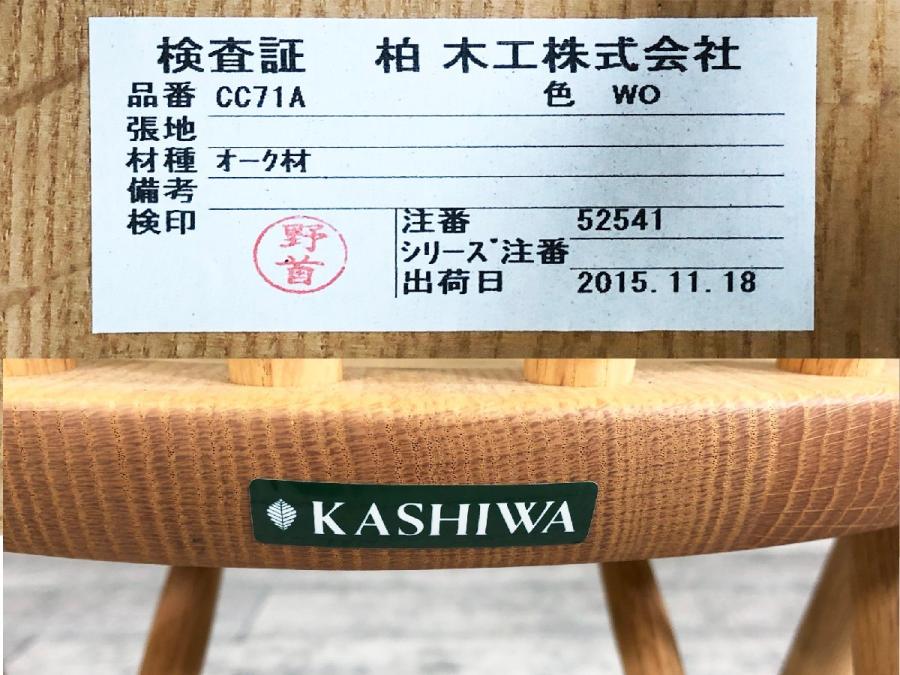 検査証 柏木工株式会社
品番 CC71A 色 WO
張地
材種 オーク材
備考
検印 注番 52541
野首
シリーズ注番
出荷日 2015.11.18
KASHIWA